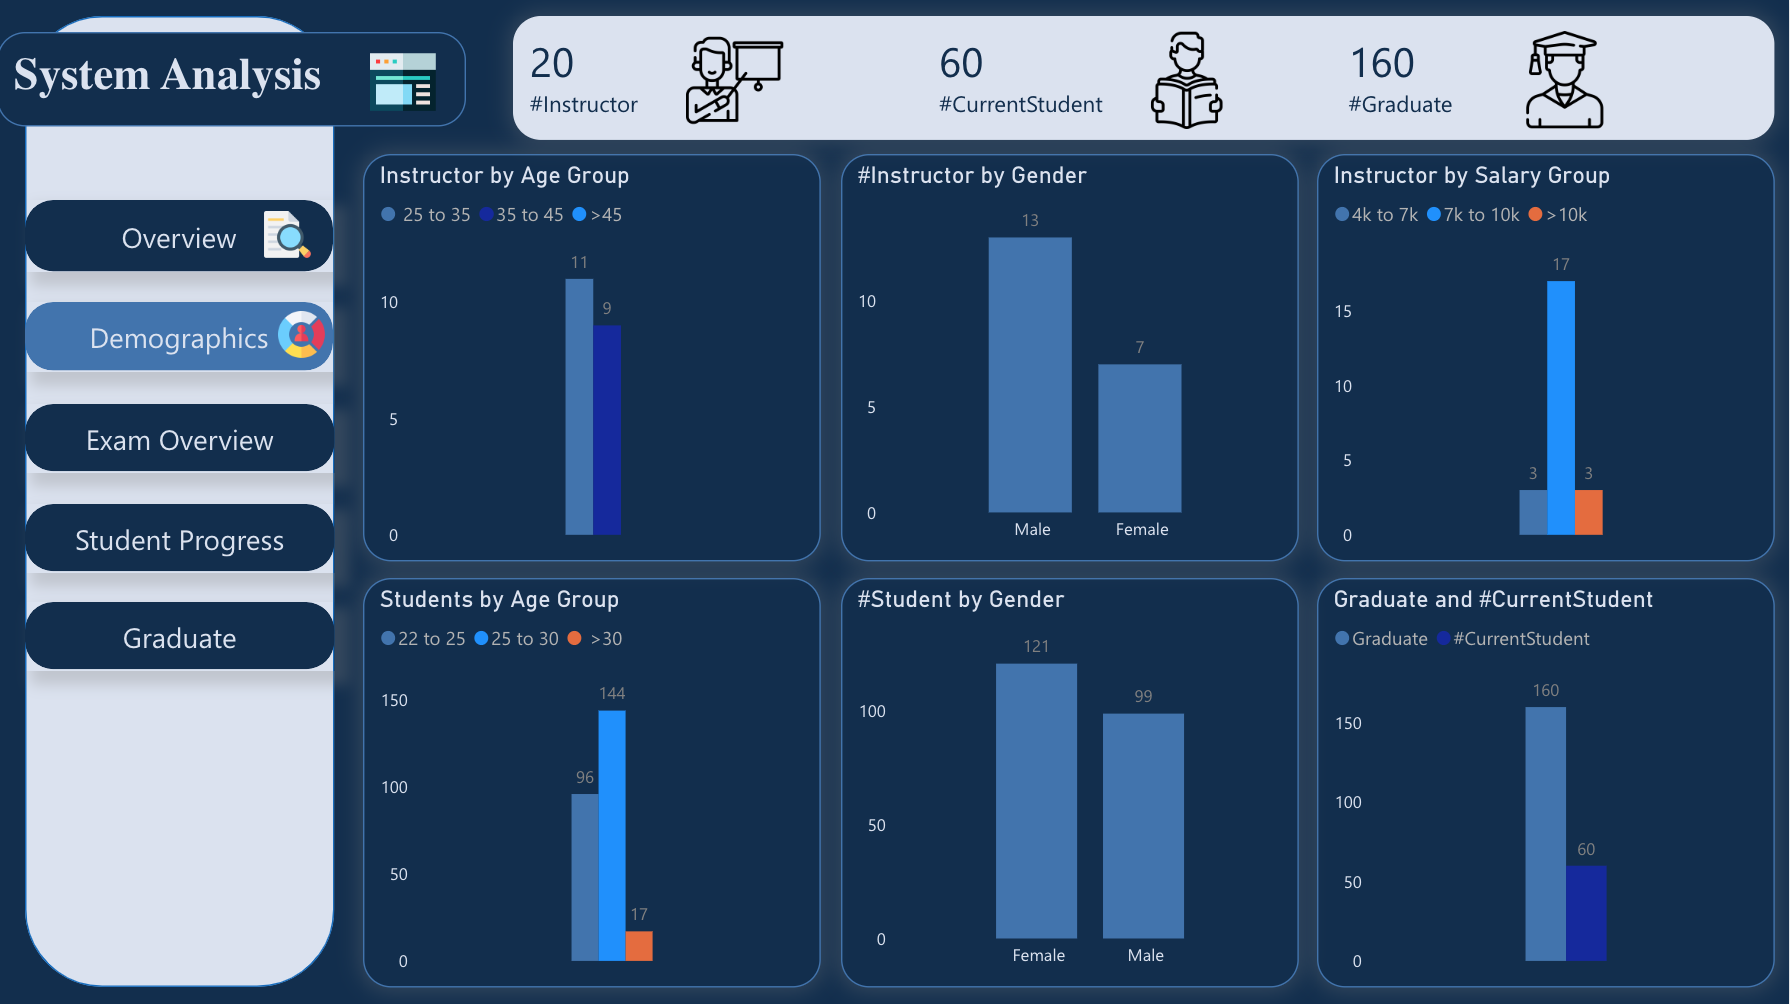 System Analysis
20
#Instructor
60
#CurrentStudent
160
#Graduate
Overview
Demographics
Exam Overview
Student Progress
Graduate
Instructor by Age Group
25 to 35 35 to 45 >45
11
9
10
5
0
#Instructor by Gender
13
7
10
5
0
Male Female
Instructor by Salary Group
4k to 7k 7k to 10k >10k
17
3 3
15
10
5
0
Students by Age Group
22 to 25 25 to 30 >30
144
96
17
150
100
50
0
#Student by Gender
121
99
100
50
0
Female Male
Graduate and #CurrentStudent
Graduate #CurrentStudent
160
60
150
100
50
0